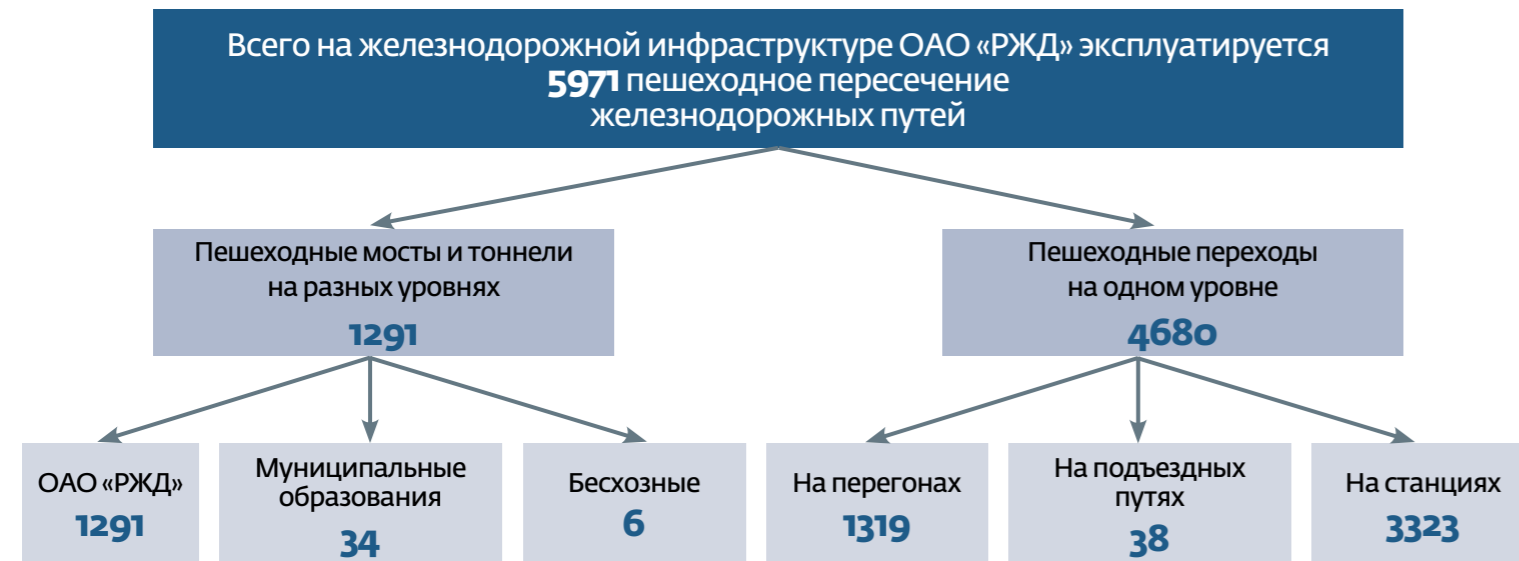 Всего на железнодорожной инфраструктуре ОАО «РЖД» эксплуатируется
5971 пешеходное пересечение
железнодорожных путей
Пешеходные мосты и тоннели
на разных уровнях
1291
Пешеходные переходы
на одном уровне
4680
ОАО «РЖД»
1291
Муниципальные
образования
34
Бесхозные
6
На перегонах
1319
На подъездных
путях
38
На станциях
3323